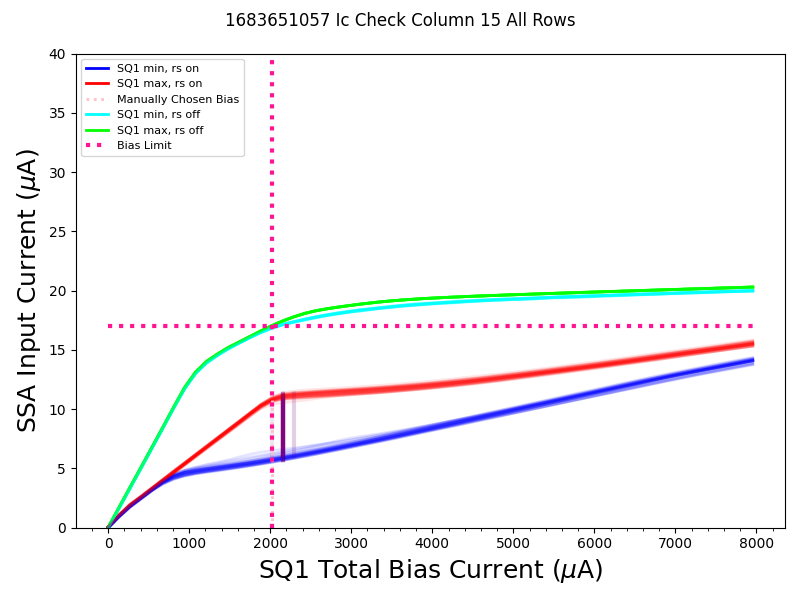 1683651057 Ic Check Column 15 All Rows
40
35
30
25
20
15
10
5
0
SSA Input Current (μA)
SQ1 min, rs on
SQ1 max, rs on
Manually Chosen Bias
SQ1 min, rs off
SQ1 max, rs off
Bias Limit
0 1000 2000 3000 4000 5000 6000 7000 8000
SQ1 Total Bias Current (μA)